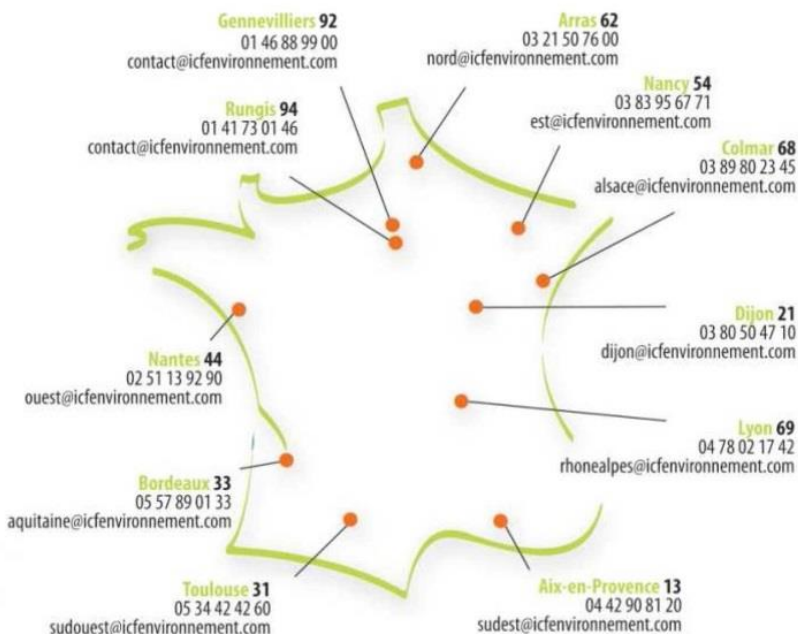 Gennevilliers 92
01 46 88 99 00
contact@icfenvironnement.com
Arras 62
03 21 50 76 00
nord@icfenvironnement.com
Nancy 54
03 83 95 67 71
est@icfenvironnement.com
Rungis 94
01 41 73 01 46
contact@icfenvironnement.com
Colmar 68
03 89 80 23 45
alsace@icfenvironnement.com
Dijon 21
03 80 50 47 10
dijon@icfenvironnement.com
Nantes 44
02 51 13 92 90
ouest@icfenvironnement.com
Lyon 69
04 78 02 17 42
rhonealpes@icfenvironnement.com
Bordeaux 33
05 57 89 01 33
aquitaine@icfenvironnement.com
Toulouse 31
05 34 42 42 60
sudouest@icfenvironnement.com
Aix-en-Provence 13
04 42 90 81 20
sudest@icfenvironnement.com